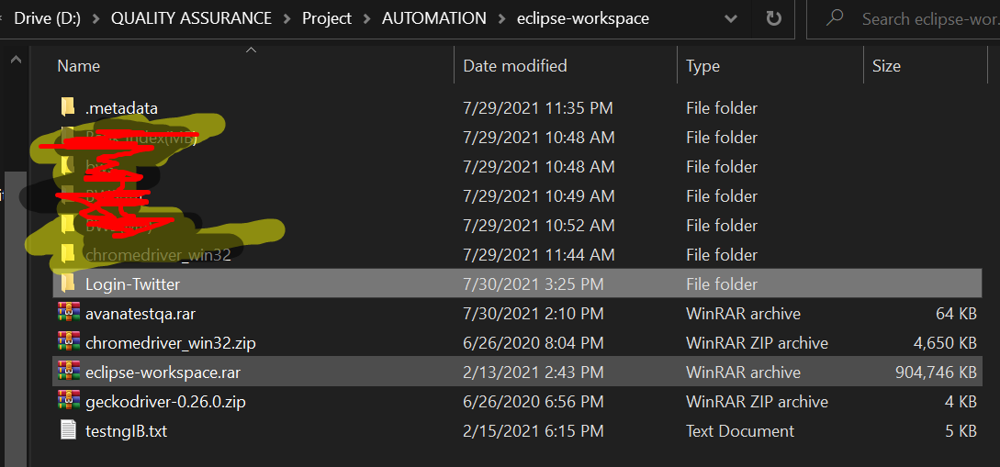 Drive (D:) > QUALITY ASSURANCE > Project > AUTOMATION > eclipse-workspace Search eclipse-wor.
Name Date modified Type Size
.metadata 7/29/2021 11:35 PM File folder
Index(MB) 7/29/2021 10:48 AM File folder
7/29/2021 10:48 AM File folder
7/29/2021 10:49 AM File folder
7/29/2021 10:52 AM File folder
chromedriver_win32 7/29/2021 11:44 AM File folder
Login-Twitter 7/30/2021 3:25 PM File folder
avanatestqa.rar 7/30/2021 2:10 PM WinRAR archive 64 KB
chromedriver_win32.zip 6/26/2020 8:04 PM WinRAR ZIP archive 4,650 KB
eclipse-workspace.rar 2/13/2021 2:43 PM WinRAR archive 904,746 KB
geckodriver-0.26.0.zip 6/26/2020 6:56 PM WinRAR ZIP archive 4 KB
testngIB.txt 2/15/2021 6:15 PM Text Document 5 KB